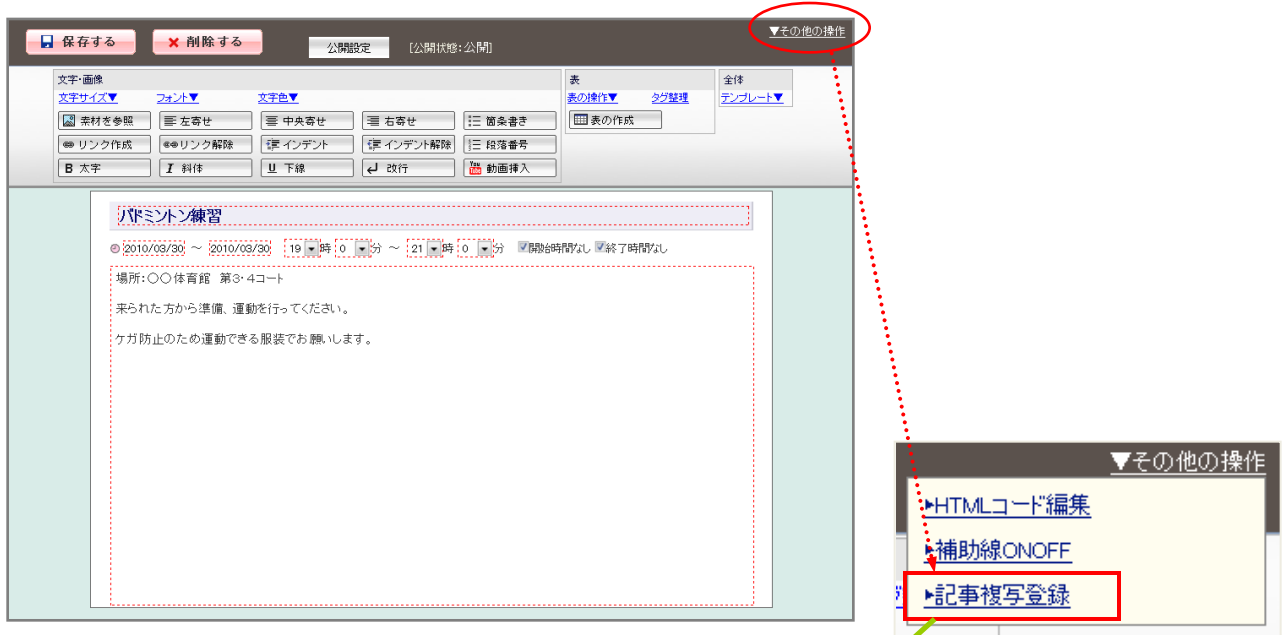 保存する 削除する 公開設定 [公開状態:公開] ▼その他の操作
文字・画像 表 全体
文字サイズ▼ フォント▼ 文字色▼ 表の操作▼ タグ整理 テンプレート▼
素材を参照 左寄せ 中央寄せ 右寄せ 箇条書き 表の作成
リンク作成 リンク解除 インデント インデント解除 段落番号
B 太字 I 斜体 U 下線 改行 You Tube 動画挿入
バドミントン練習
2010/03/30 ～ 2010/03/30 19 時 0 分 ～ 21 時 0 分 開始時間なし 終了時間なし
場所:〇〇体育館 第3・4コート
来られた方から準備、運動を行ってください。
ケガ防止のため運動できる服装でお願いします。
▼その他の操作
▶HTMLコード編集
▶補助線ONOFF
▶記事複写登録